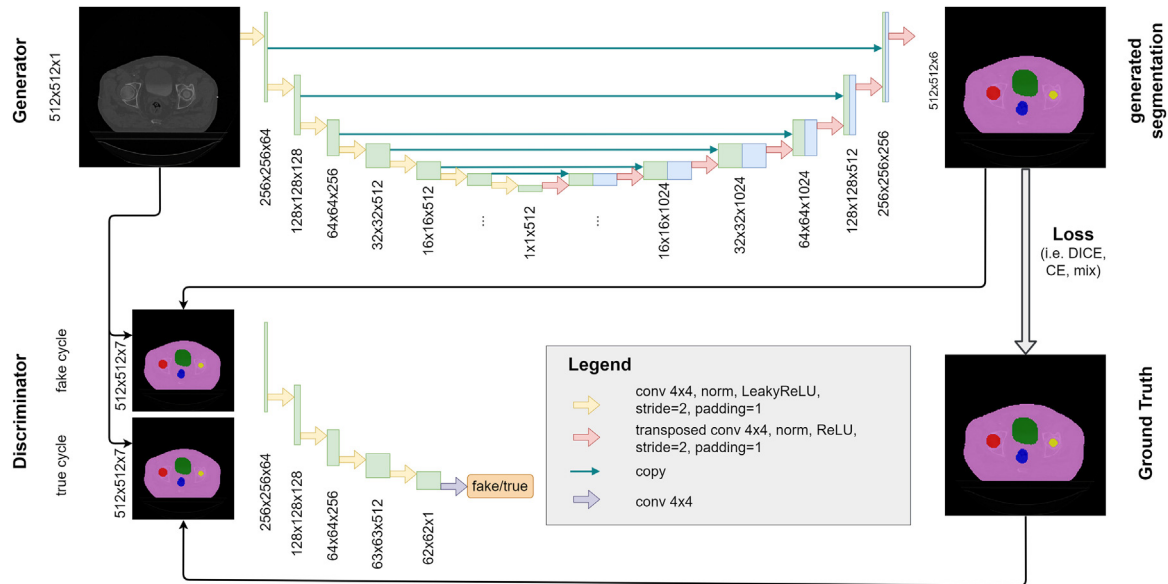 Generator
512x512x1
256x256x64
128x128x128
64x64x256
32x32x512
16x16x512
...
1x1x512
...
16x16x1024
32x32x1024
64x64x1024
128x128x512
256x256x256
512x512x6
generated
segmentation
Loss
(i.e. DICE,
CE, mix)
Discriminator
fake cycle
512x512x7
true cycle
512x512x7
256x256x64
128x128x128
64x64x256
63x63x512
62x62x1
fake/true
Legend
conv 4x4, norm, LeakyReLU,
stride=2, padding=1
transposed conv 4x4, norm, ReLU,
stride=2, padding=1
copy
conv 4x4
Ground Truth